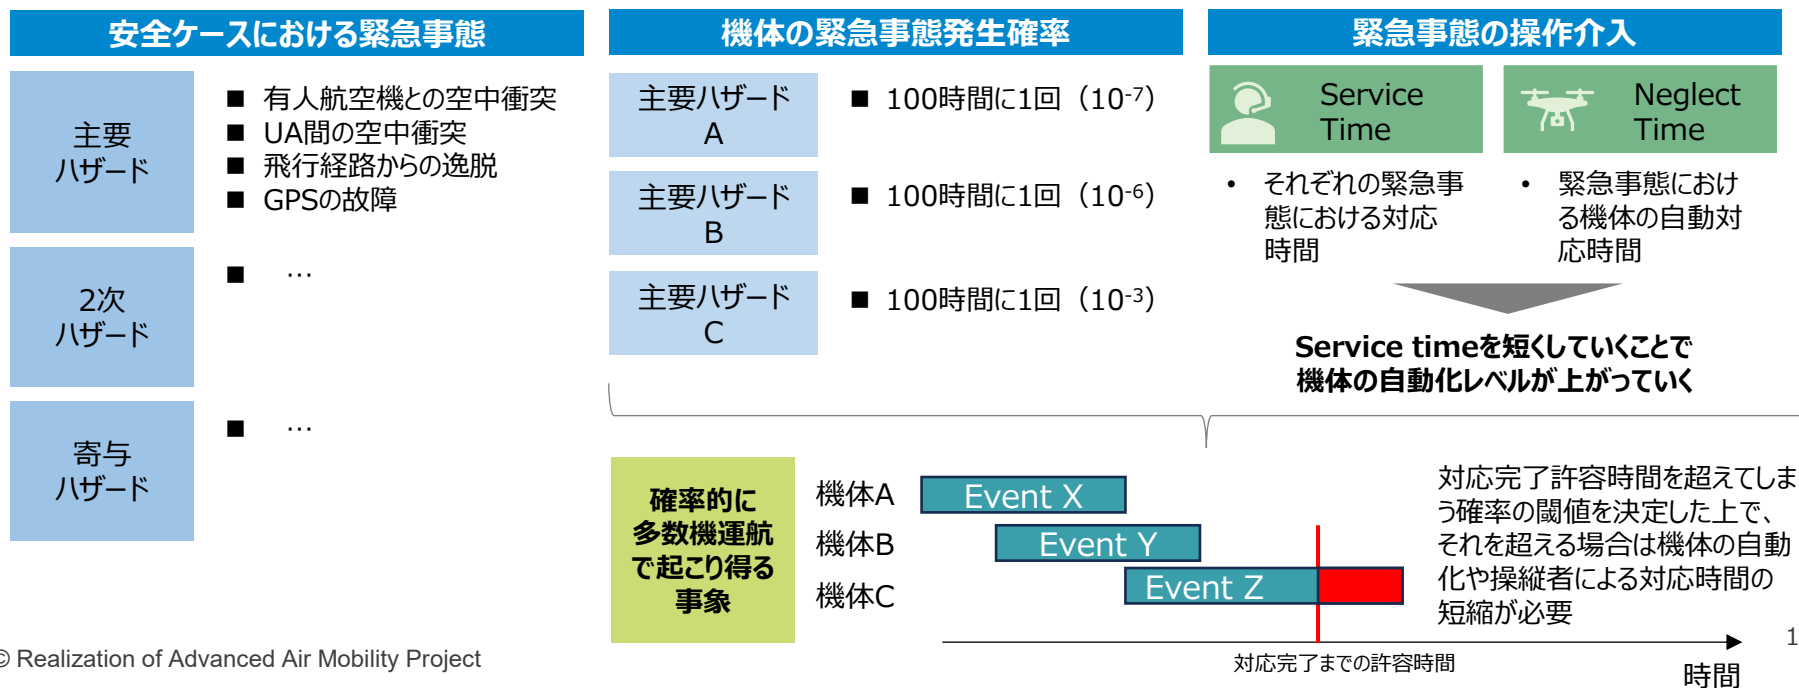 安全ケースにおける緊急事態
主要
ハザード
■ 有人航空機との空中衝突
■ UA間の空中衝突
■ 飛行経路からの逸脱
■ GPSの故障
2次
ハザード
■ …
寄与
ハザード
■ …
機体の緊急事態発生確率
主要ハザード
A
■ 100時間に1回（10⁻⁷）
主要ハザード
B
■ 100時間に1回（10⁻⁶）
主要ハザード
C
■ 100時間に1回（10⁻³）
緊急事態の操作介入
Service
Time
• それぞれの緊急事
態における対応
時間
Neglect
Time
• 緊急事態におけ
る機体の自動対
応時間
Service timeを短くしていくことで
機体の自動化レベルが上がっていく
確率的に
多数機運航
で起こり得る
事象
機体A
Event X
機体B
Event Y
機体C
Event Z
対応完了までの許容時間
時間
対応完了許容時間を超えてしま
う確率の閾値を決定した上で、
それを超える場合は機体の自動
化や操縦者による対応時間の
短縮が必要
© Realization of Advanced Air Mobility Project
1